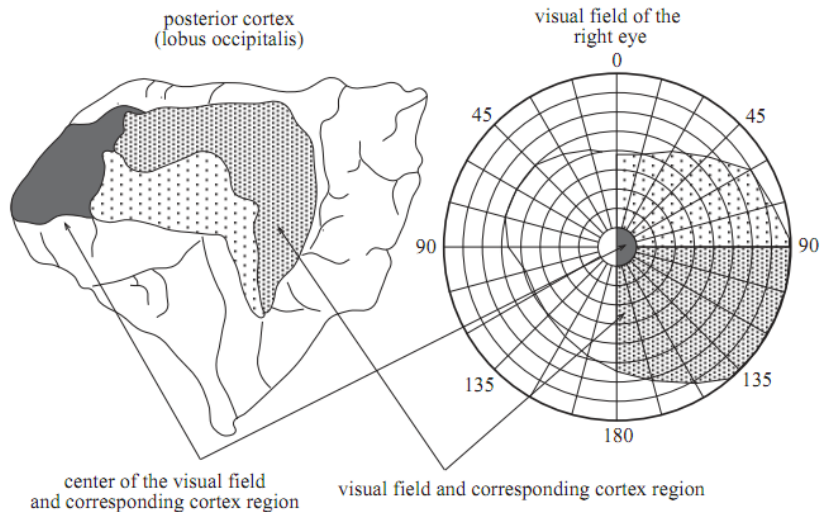 posterior cortex
(lobus occipitalis)
visual field of the
right eye
0
45
45
90
90
135
135
180
center of the visual field
and corresponding cortex region
visual field and corresponding cortex region